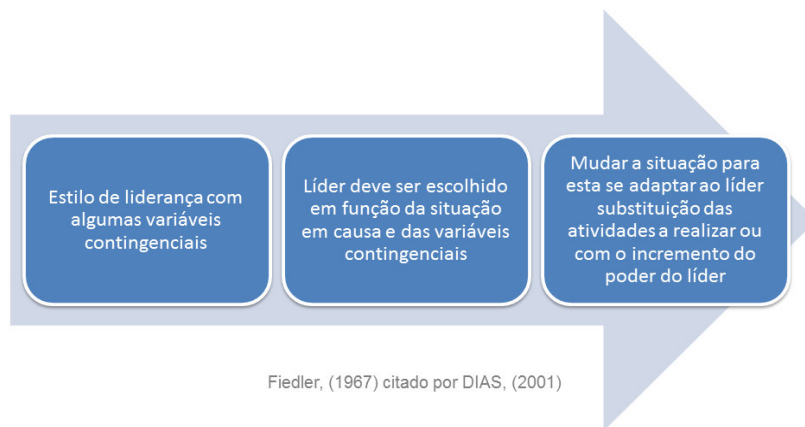 Estilo de liderança com
algumas variáveis
contingenciais
Líder deve ser escolhido
em função da situação
em causa e das variáveis
contingenciais
Mudar a situação para
esta se adaptar ao líder
substituição das
atividades a realizar ou
com o incremento do
poder do líder
Fiedler, (1967) citado por DIAS, (2001)